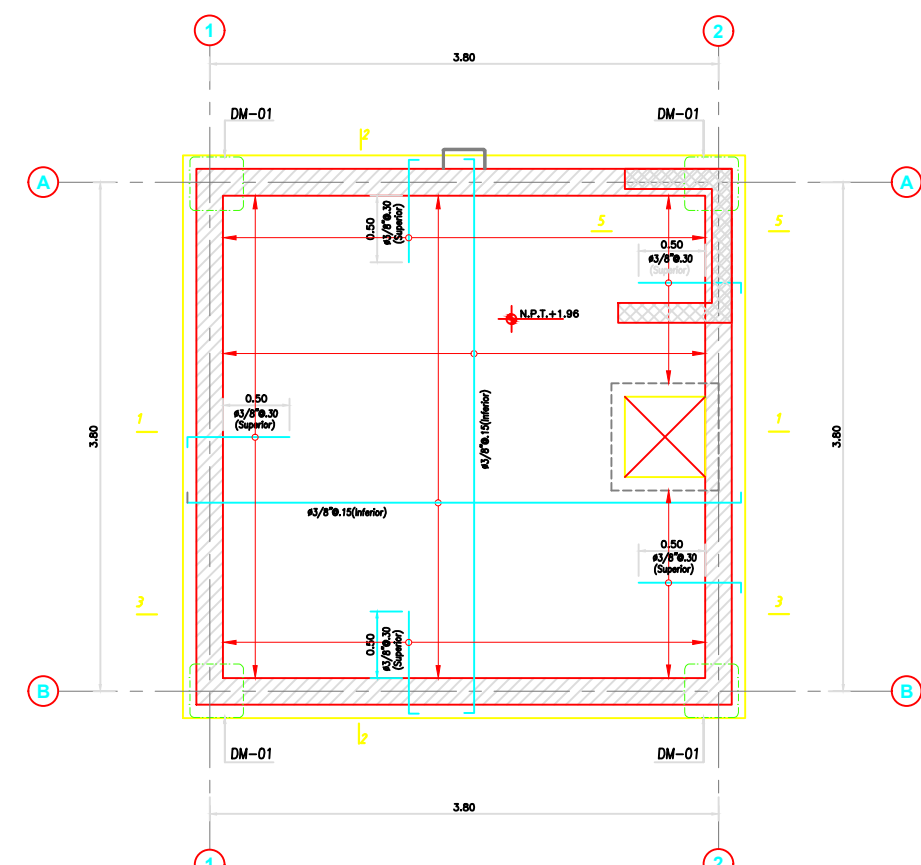 1
2
3.80
DM-01
DM-01
2
A
A
0.50
ø3/8"@.30
(Superior)
5
5
0.50
ø3/8"@.30
(Superior)
N.P.T.+1.96
0.50
ø3/8"@.30
(Superior)
1
1
3.80
3.80
ø3/8"@.15(Inferior)
ø3/8"@.15(Inferior)
0.50
ø3/8"@.30
(Superior)
3
3
0.50
ø3/8"@.30
(Superior)
B
B
2
DM-01
DM-01
3.80
1
2